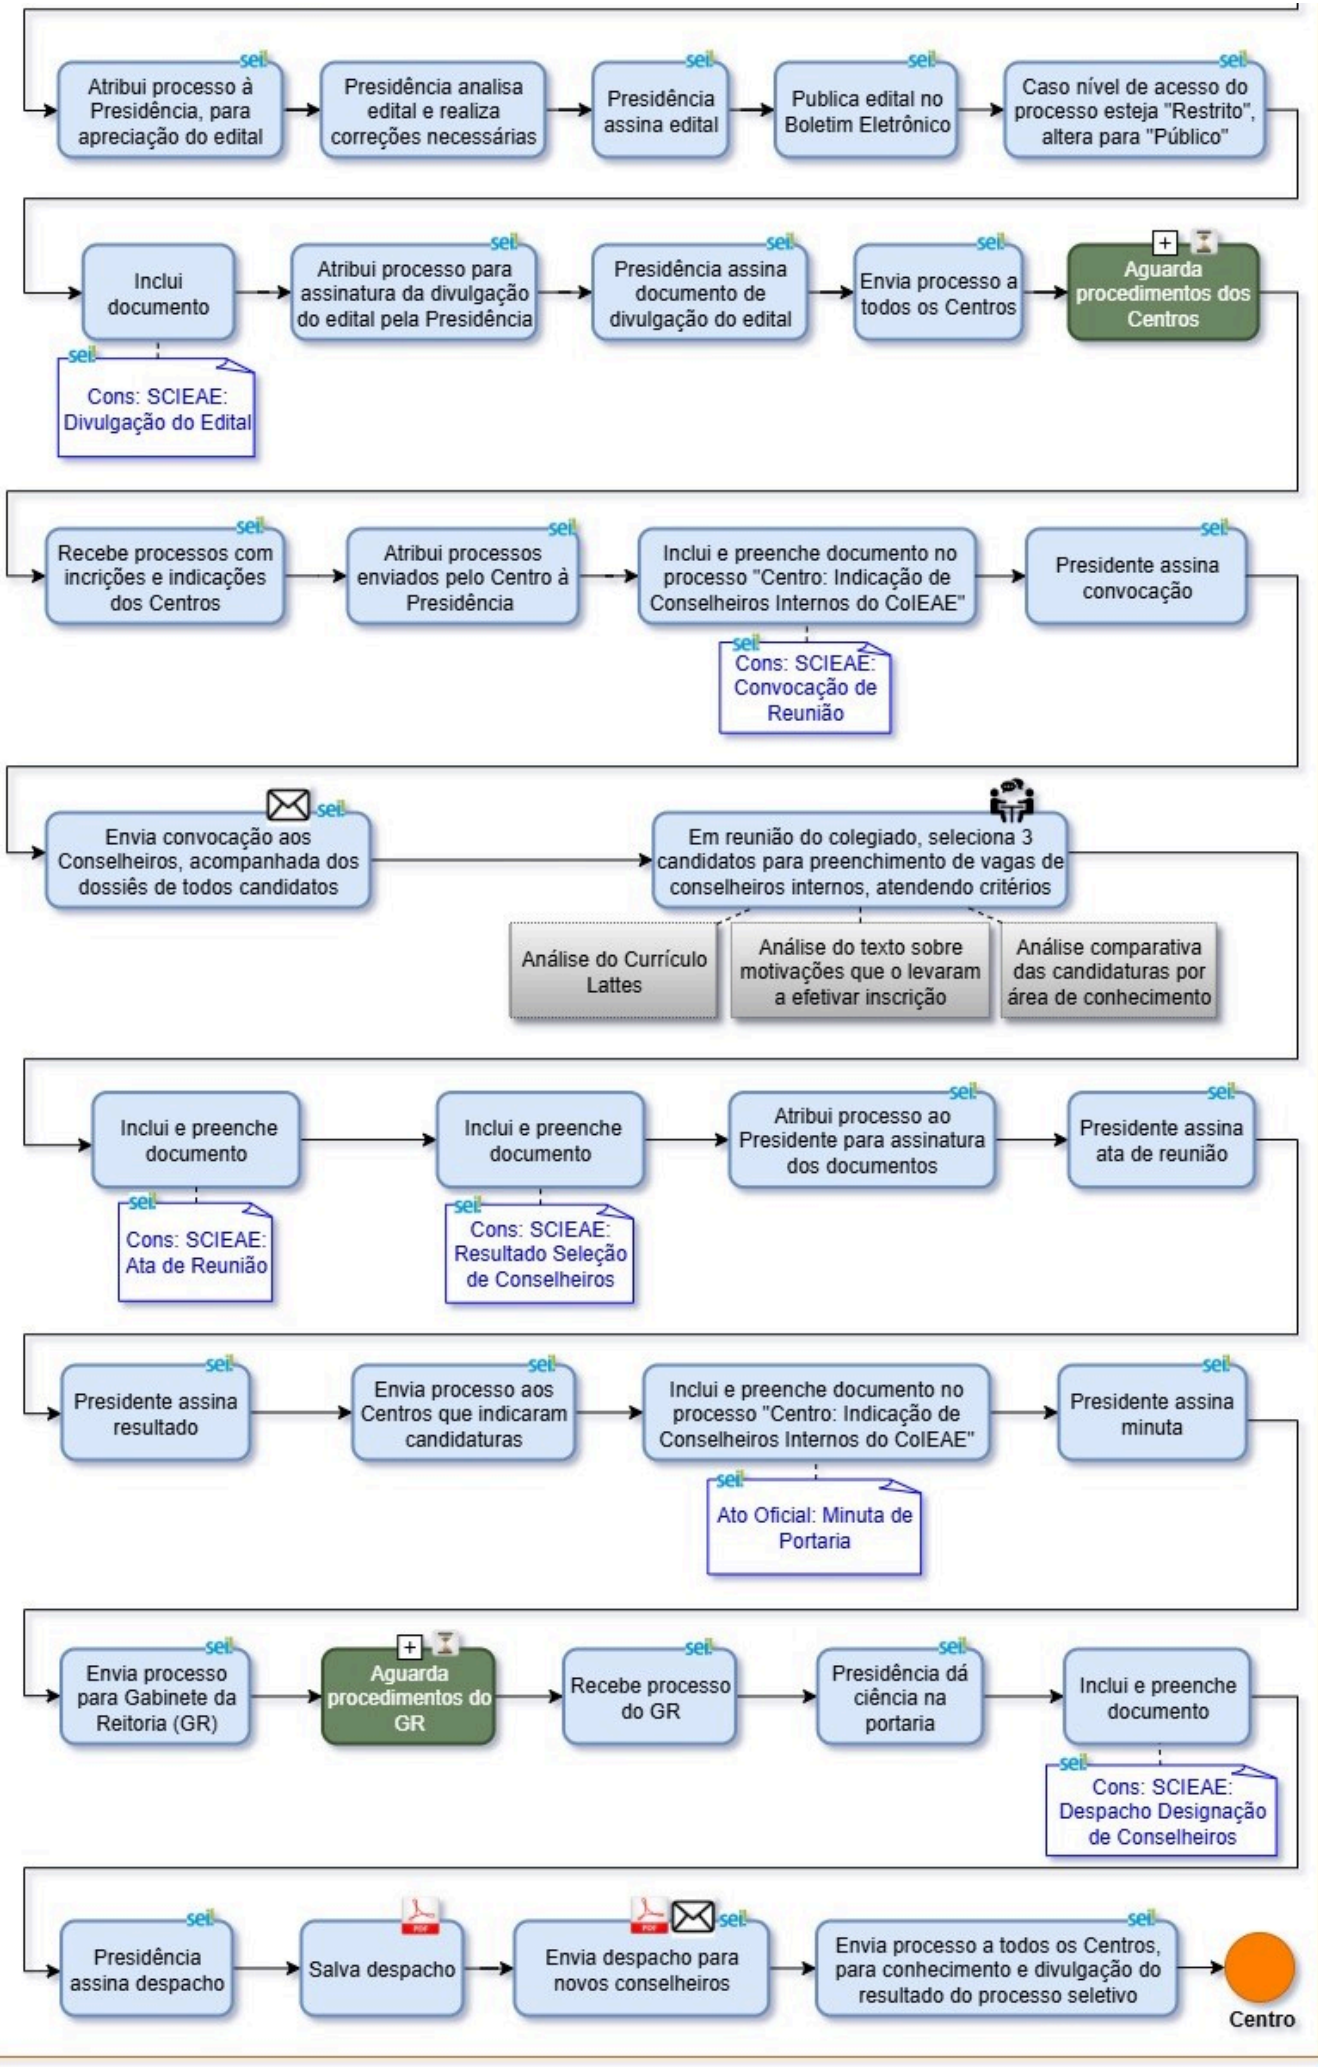 sei!
Atribui processo à
Presidência, para
apreciação do edital
Presidência analisa
edital e realiza
correções necessárias
sei!
Presidência
assina edital
sei!
Publica edital no
Boletim Eletrônico
sei!
Caso nível de acesso do
processo esteja "Restrito",
altera para "Público"
Inclui
documento
sei!
Cons: SCIEAE:
Divulgação do Edital
sei!
Atribui processo para
assinatura da divulgação
do edital pela Presidência
sei!
Presidência assina
documento de
divulgação do edital
sei!
Envia processo a
todos os Centros
+
Aguarda
procedimentos dos
Centros
sei!
Recebe processos com
incrições e indicações
dos Centros
sei!
Atribui processos
enviados pelo Centro à
Presidência
Inclui e preenche documento no
processo "Centro: Indicação de
Conselheiros Internos do CoIEAE"
sei!
Cons: SCIEAE:
Convocação de
Reunião
sei!
Presidente assina
convocação
sei!
Envia convocação aos
Conselheiros, acompanhada dos
dossiês de todos candidatos
Em reunião do colegiado, seleciona 3
candidatos para preenchimento de vagas de
conselheiros internos, atendendo critérios
Análise do Currículo
Lattes
Análise do texto sobre
motivações que o levaram
a efetivar inscrição
Análise comparativa
das candidaturas por
área de conhecimento
Inclui e preenche
documento
sei!
Cons: SCIEAE:
Ata de Reunião
Inclui e preenche
documento
sei!
Cons: SCIEAE:
Resultado Seleção
de Conselheiros
sei!
Atribui processo ao
Presidente para assinatura
dos documentos
sei!
Presidente assina
ata de reunião
sei!
Presidente assina
resultado
sei!
Envia processo aos
Centros que indicaram
candidaturas
Inclui e preenche documento no
processo "Centro: Indicação de
Conselheiros Internos do CoIEAE"
sei!
Ato Oficial: Minuta de
Portaria
sei!
Presidente assina
minuta
sei!
Envia processo
para Gabinete da
Reitoria (GR)
+
Aguarda
procedimentos do
GR
sei!
Recebe processo
do GR
sei!
Presidência dá
ciência na
portaria
Inclui e preenche
documento
sei!
Cons: SCIEAE:
Despacho Designação
de Conselheiros
sei!
Presidência
assina despacho
PDF
Salva despacho
PDF
sei!
Envia despacho para
novos conselheiros
sei!
Envia processo a todos os Centros,
para conhecimento e divulgação do
resultado do processo seletivo
Centro